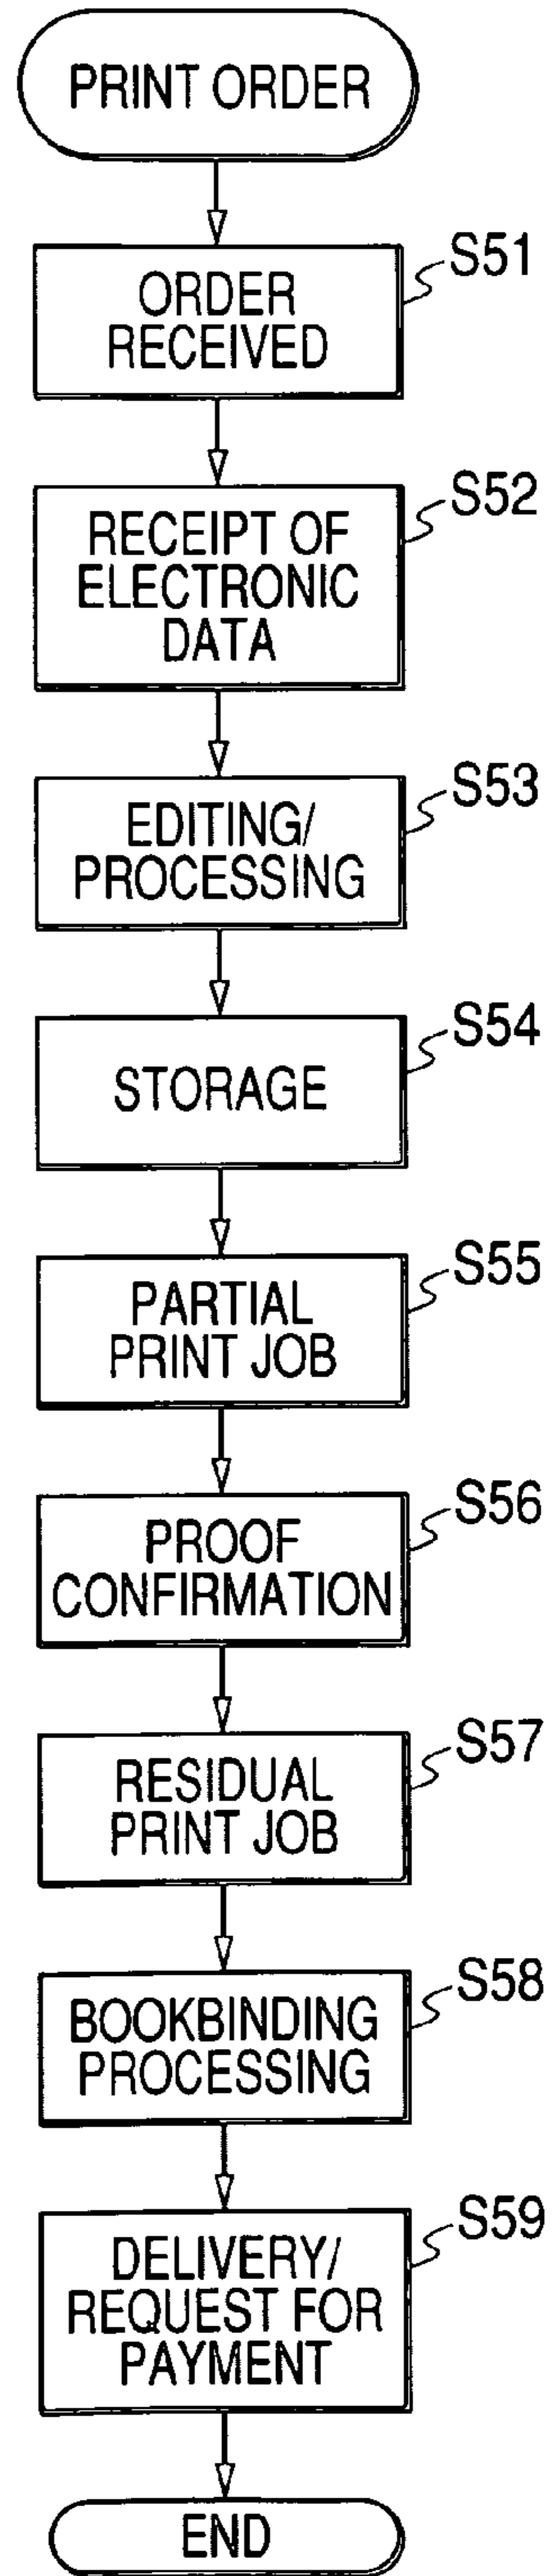 PRINT ORDER
S51
ORDER
RECEIVED
S52
RECEIPT OF
ELECTRONIC
DATA
S53
EDITING/
PROCESSING
S54
STORAGE
S55
PARTIAL
PRINT JOB
S56
PROOF
CONFIRMATION
S57
RESIDUAL
PRINT JOB
S58
BOOKBINDING
PROCESSING
S59
DELIVERY/
REQUEST FOR
PAYMENT
END